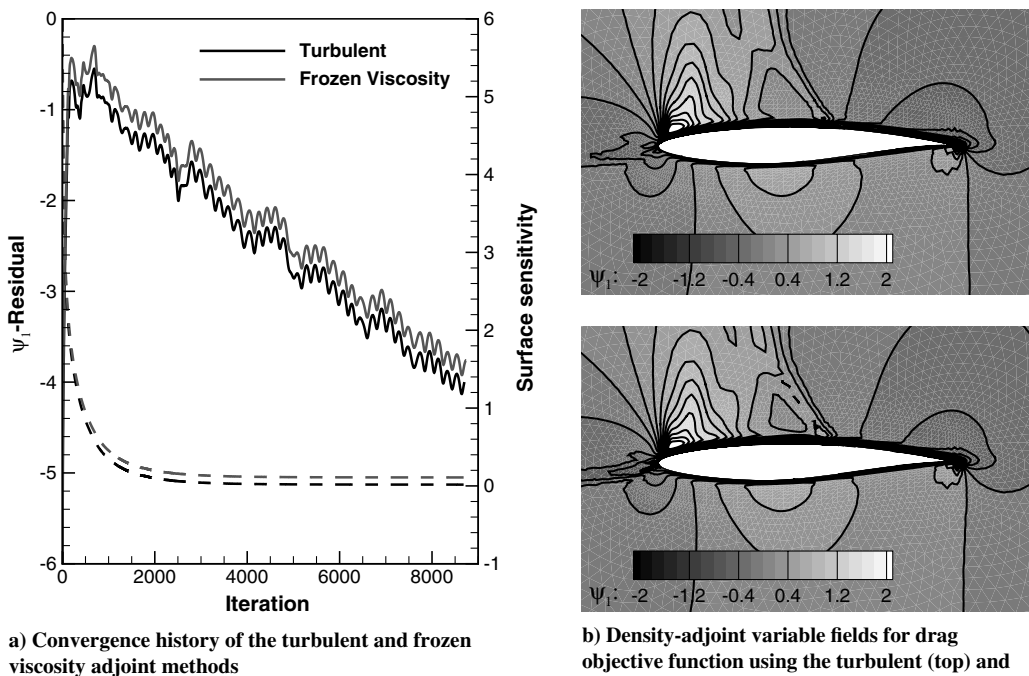 0
-1
-2
-3
-4
-5
-6
ψ1-Residual
Turbulent
Frozen Viscosity
6
5
4
3
2
1
0
-1
Surface sensitivity
0 2000 4000 6000 8000
Iteration
a) Convergence history of the turbulent and frozen
viscosity adjoint methods
ψ1: -2 -1.2 -0.4 0.4 1.2 2
ψ1: -2 -1.2 -0.4 0.4 1.2 2
b) Density-adjoint variable fields for drag
objective function using the turbulent (top) and